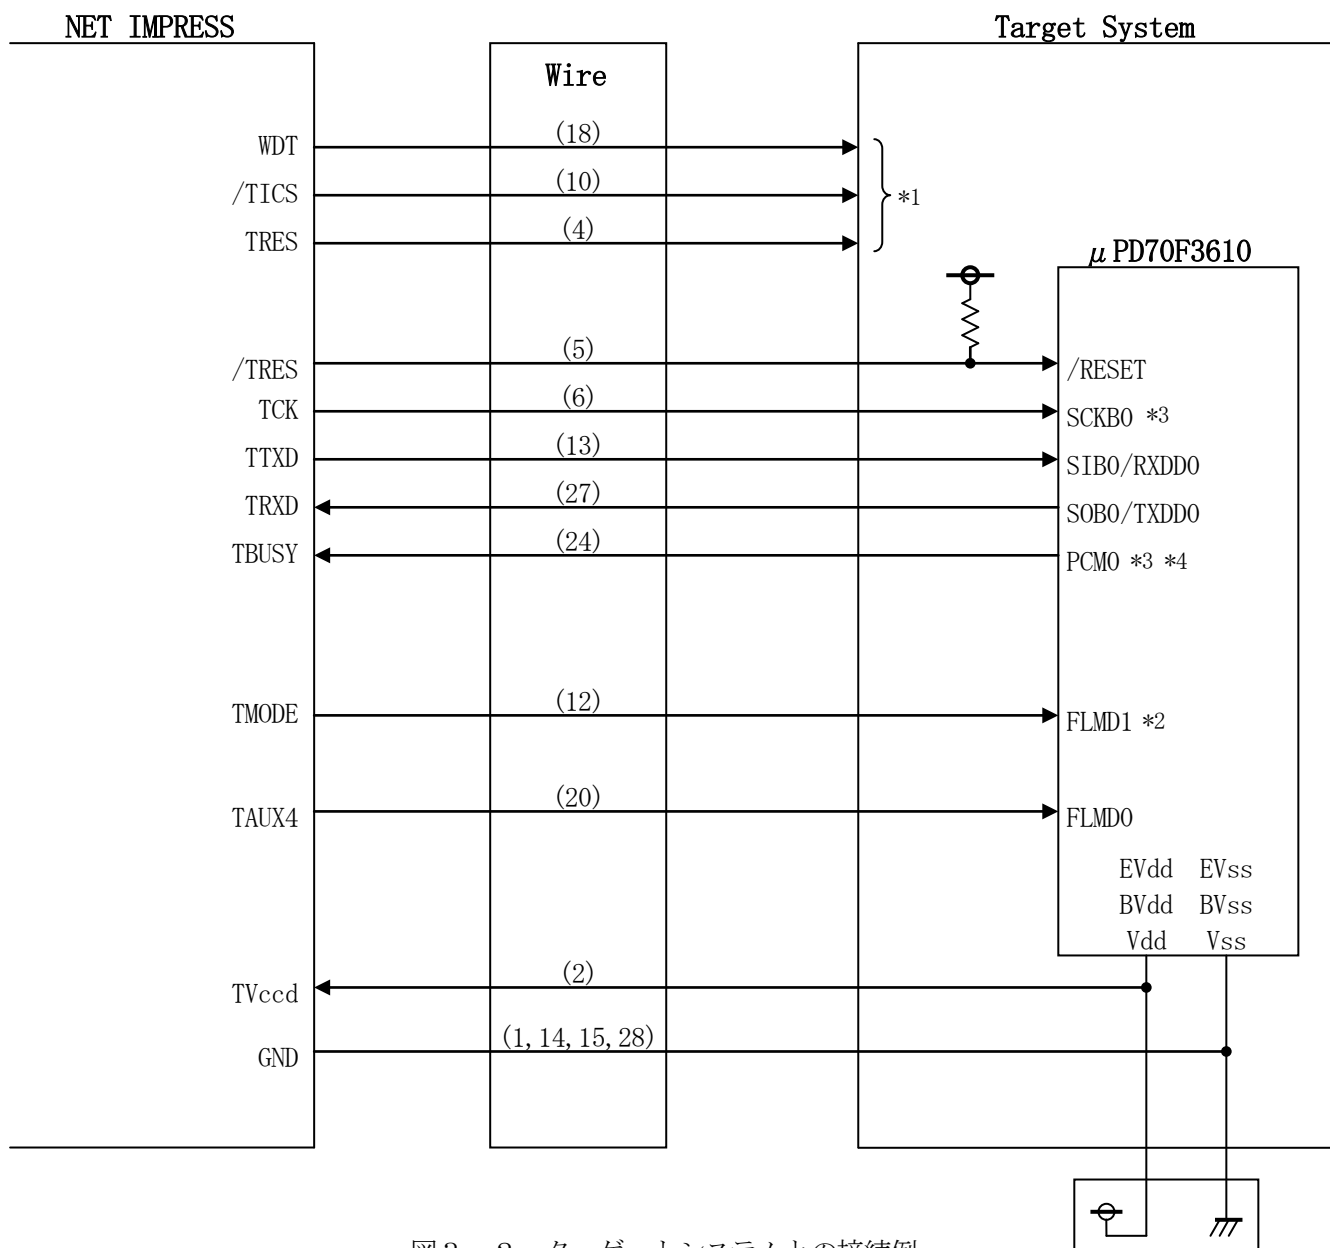 NET IMPRESS
Target System
Wire
WDT (18)
/TICS (10) *1
TRES (4)
μPD70F3610
/TRES (5) /RESET
TCK (6) SCKB0 *3
TTXD (13) SIB0/RXDD0
TRXD (27) SOB0/TXDD0
TBUSY (24) PCM0 *3 *4
TMODE (12) FLMD1 *2
TAUX4 (20) FLMD0
EVdd EVss
BVdd BVss
Vdd Vss
TVccd (2)
GND (1,14,15,28)